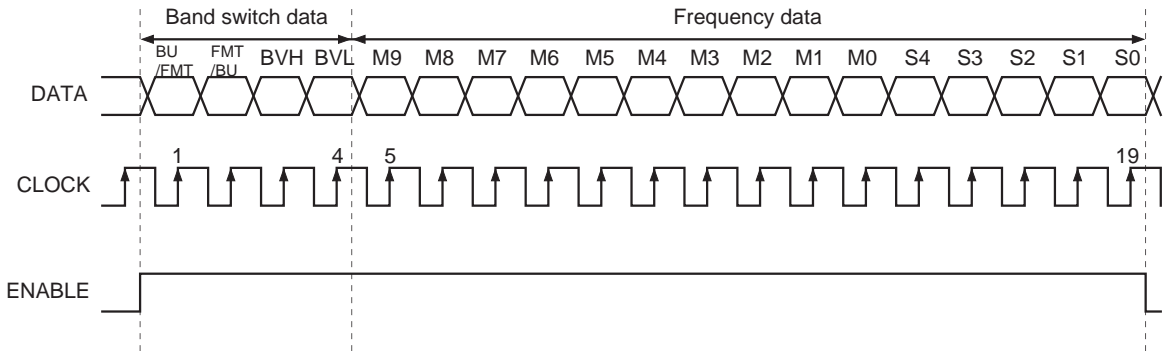 Band switch data Frequency data
BU /FMT FMT /BU BVH BVL M9 M8 M7 M6 M5 M4 M3 M2 M1 M0 S4 S3 S2 S1 S0
DATA
1 4 5 19
CLOCK
ENABLE